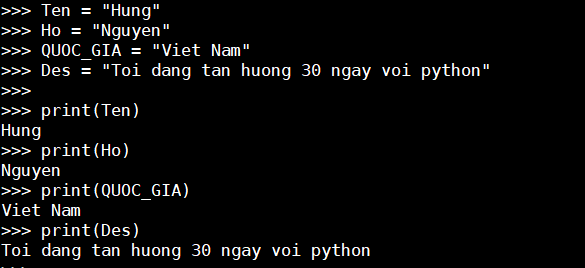 >>> Ten = "Hung"
>>> Ho = "Nguyen"
>>> QUOC_GIA = "Viet Nam"
>>> Des = "Toi dang tan huong 30 ngay voi python"
>>>
>>> print(Ten)
Hung
>>> print(Ho)
Nguyen
>>> print(QUOC_GIA)
Viet Nam
>>> print(Des)
Toi dang tan huong 30 ngay voi python